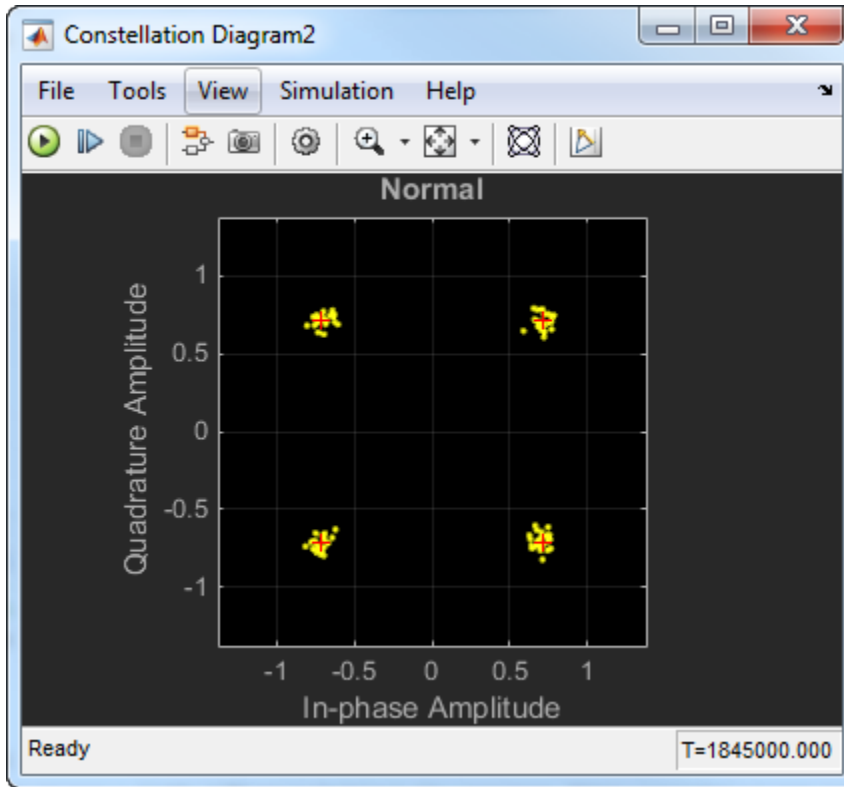 Constellation Diagram2
File Tools View Simulation Help
Normal
Quadrature Amplitude
1
0.5
0
-0.5
-1
-1 -0.5 0 0.5 1
In-phase Amplitude
Ready T=1845000.000